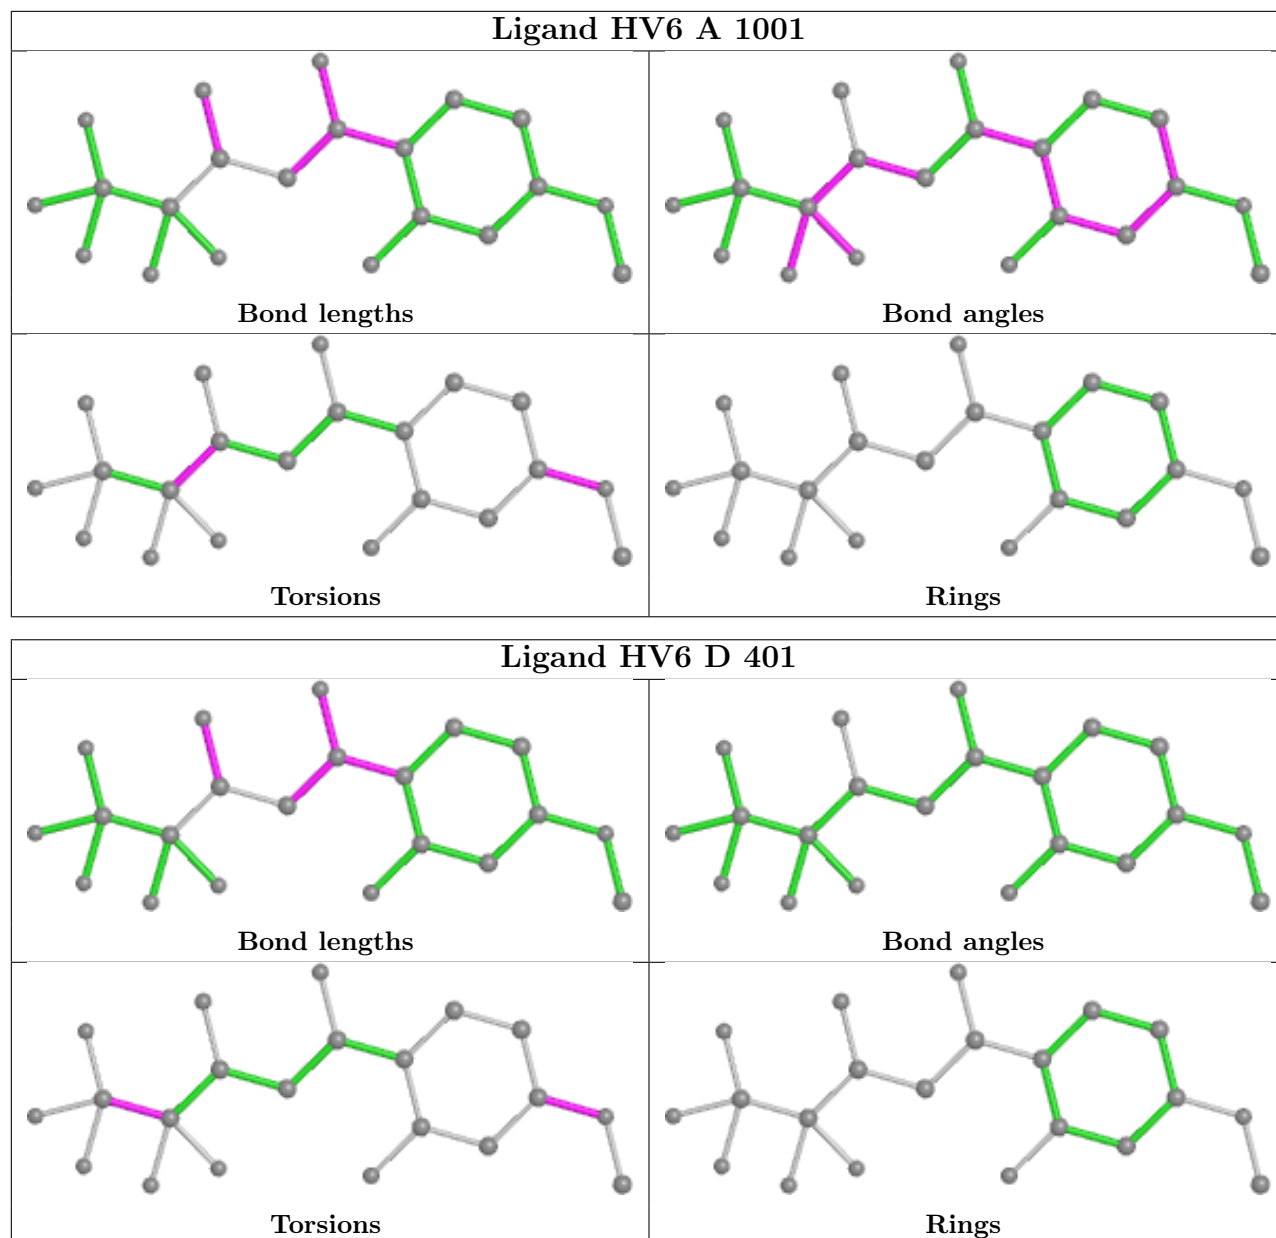 Ligand HV6 A 1001
Bond lengths
Bond angles
Torsions
Rings
Ligand HV6 D 401
Bond lengths
Bond angles
Torsions
Rings